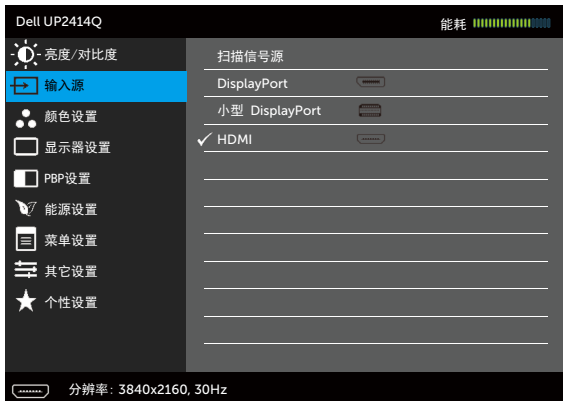 Dell UP2414Q 能耗
亮度/对比度
扫描信号源
输入源
DisplayPort
颜色设置
小型 DisplayPort
显示器设置
HDMI
PBP设置
能源设置
菜单设置
其它设置
个性设置
分辨率: 3840x2160, 30Hz